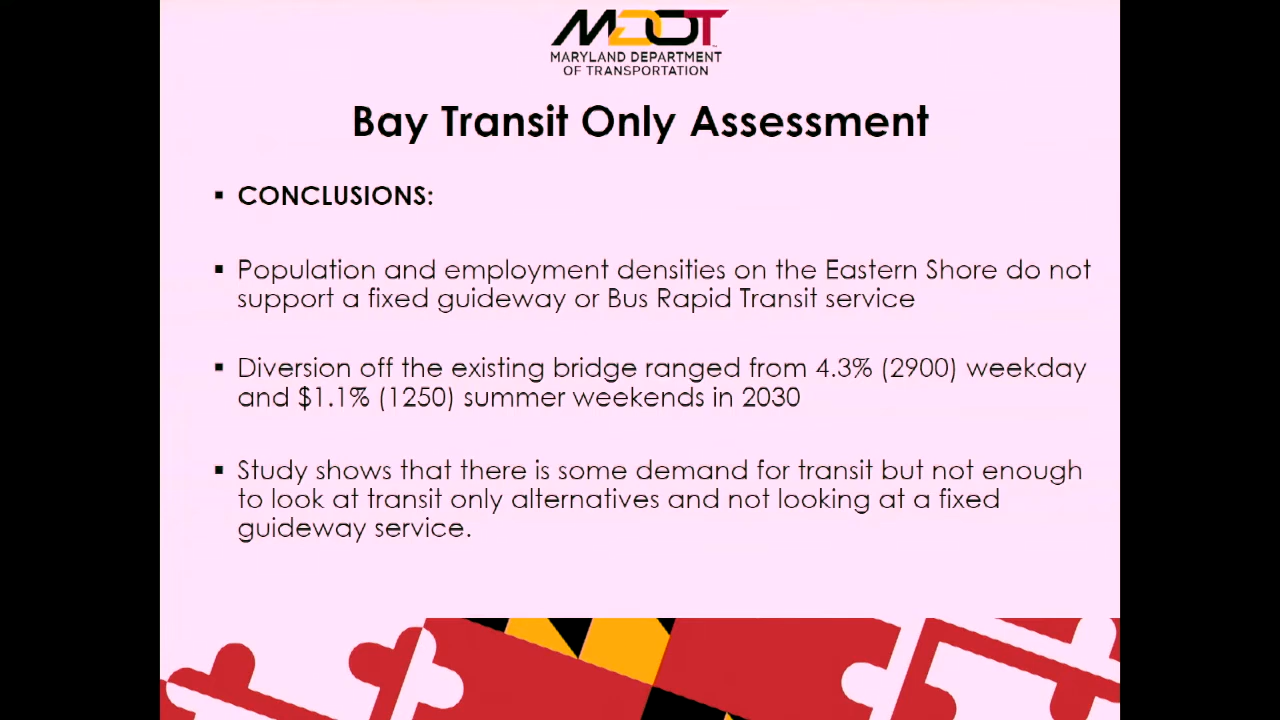 MDOT
MARYLAND DEPARTMENT
OF TRANSPORTATION
Bay Transit Only Assessment
▪ CONCLUSIONS:
▪ Population and employment densities on the Eastern Shore do not
support a fixed guideway or Bus Rapid Transit service
▪ Diversion off the existing bridge ranged from 4.3% (2900) weekday
and $1.1% (1250) summer weekends in 2030
▪ Study shows that there is some demand for transit but not enough
to look at transit only alternatives and not looking at a fixed
guideway service.